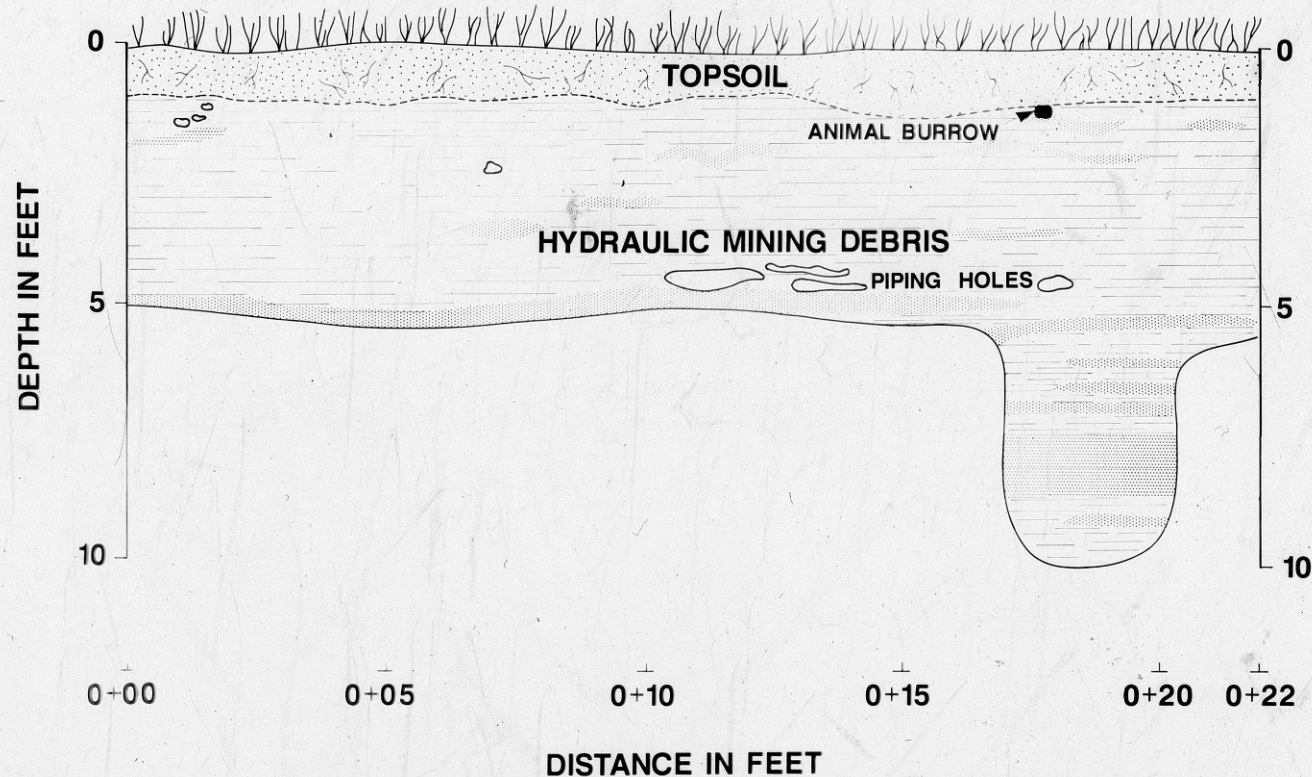 0
0
TOPSOIL
ANIMAL BURROW
HYDRAULIC MINING DEBRIS
PIPING HOLES
5
5
DEPTH IN FEET
10
10
0+00
0+05
0+10
0+15
0+20
0+22
DISTANCE IN FEET